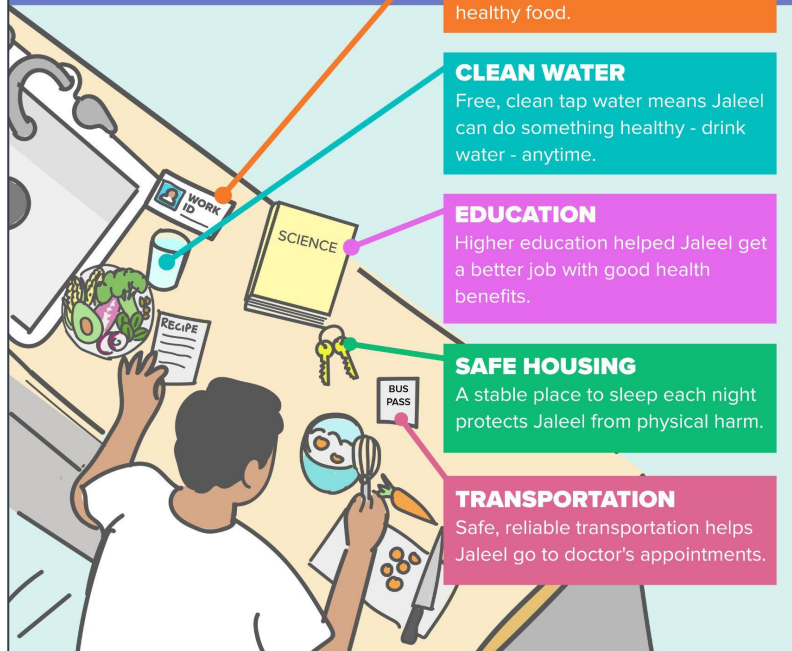 healthy food.
CLEAN WATER
Free, clean tap water means Jaleel
can do something healthy - drink
water - anytime.
WORK
ID
SCIENCE
EDUCATION
Higher education helped Jaleel get
a better job with good health
benefits.
RECIPE
SAFE HOUSING
A stable place to sleep each night
protects Jaleel from physical harm.
BUS
PASS
TRANSPORTATION
Safe, reliable transportation helps
Jaleel go to doctor's appointments.